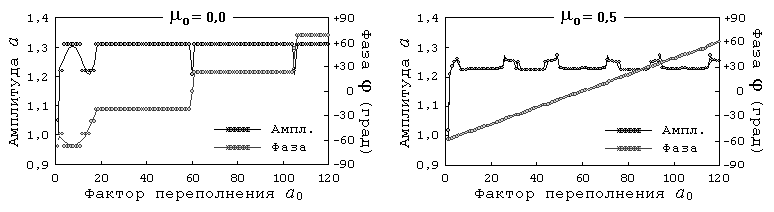 μ₀= 0,0
Амплитуда a
1,4
1,3
1,2
1,1
1,0
0,9
+90
+60
+30
0
-30
-60
-90
Фаза φ (град)
Ампл.
Фаза
0 20 40 60 80 100 120
Фактор переполнения a₀
μ₀= 0,5
Амплитуда a
1,4
1,3
1,2
1,1
1,0
0,9
+90
+60
+30
0
-30
-60
-90
Фаза φ (град)
Ампл.
Фаза
0 20 40 60 80 100 120
Фактор переполнения a₀